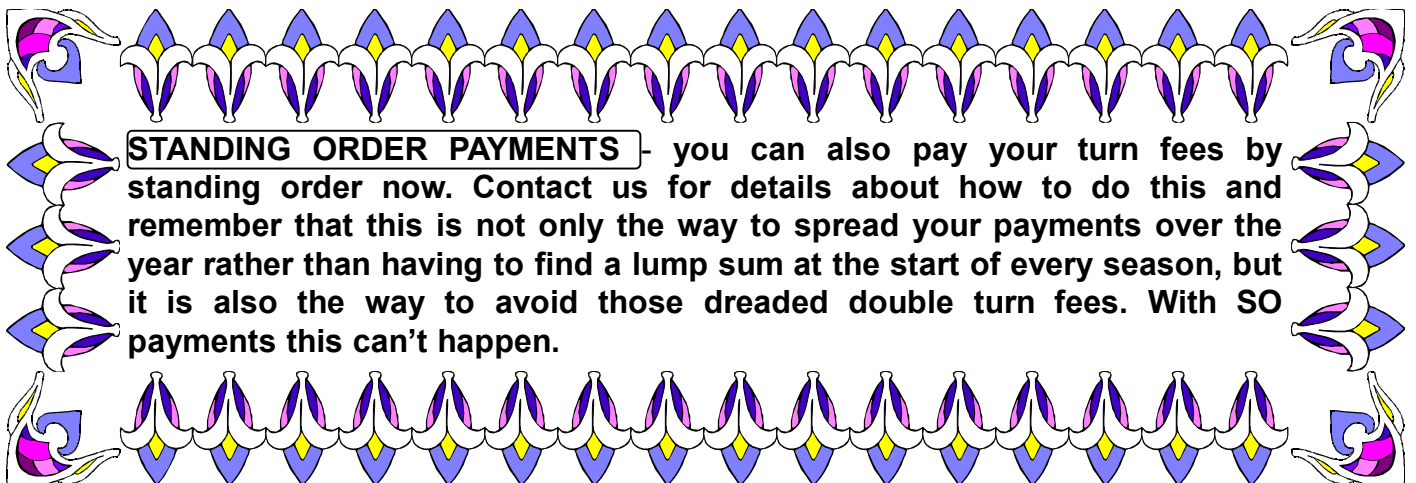 STANDING ORDER PAYMENTS - you can also pay your turn fees by
standing order now. Contact us for details about how to do this and
remember that this is not only the way to spread your payments over the
year rather than having to find a lump sum at the start of every season, but
it is also the way to avoid those dreaded double turn fees. With SO
payments this can’t happen.